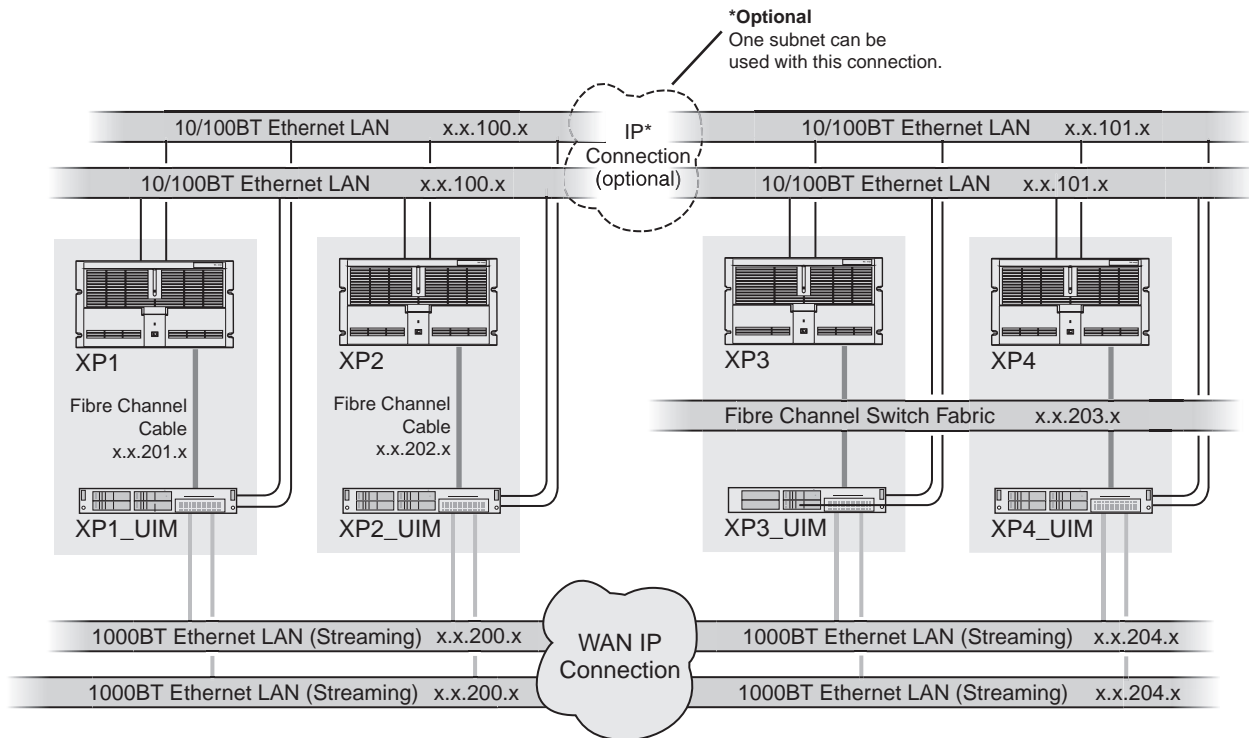 *Optional
One subnet can be
used with this connection.
10/100BT Ethernet LAN x.x.100.x
IP*
Connection
(optional)
10/100BT Ethernet LAN x.x.101.x
10/100BT Ethernet LAN x.x.100.x
10/100BT Ethernet LAN x.x.101.x
XP1
XP2
XP3
XP4
Fibre Channel
Cable
x.x.201.x
Fibre Channel
Cable
x.x.202.x
Fibre Channel Switch Fabric x.x.203.x
XP1_UIM
XP2_UIM
XP3_UIM
XP4_UIM
1000BT Ethernet LAN (Streaming) x.x.200.x
WAN IP
Connection
1000BT Ethernet LAN (Streaming) x.x.204.x
1000BT Ethernet LAN (Streaming) x.x.200.x
1000BT Ethernet LAN (Streaming) x.x.204.x